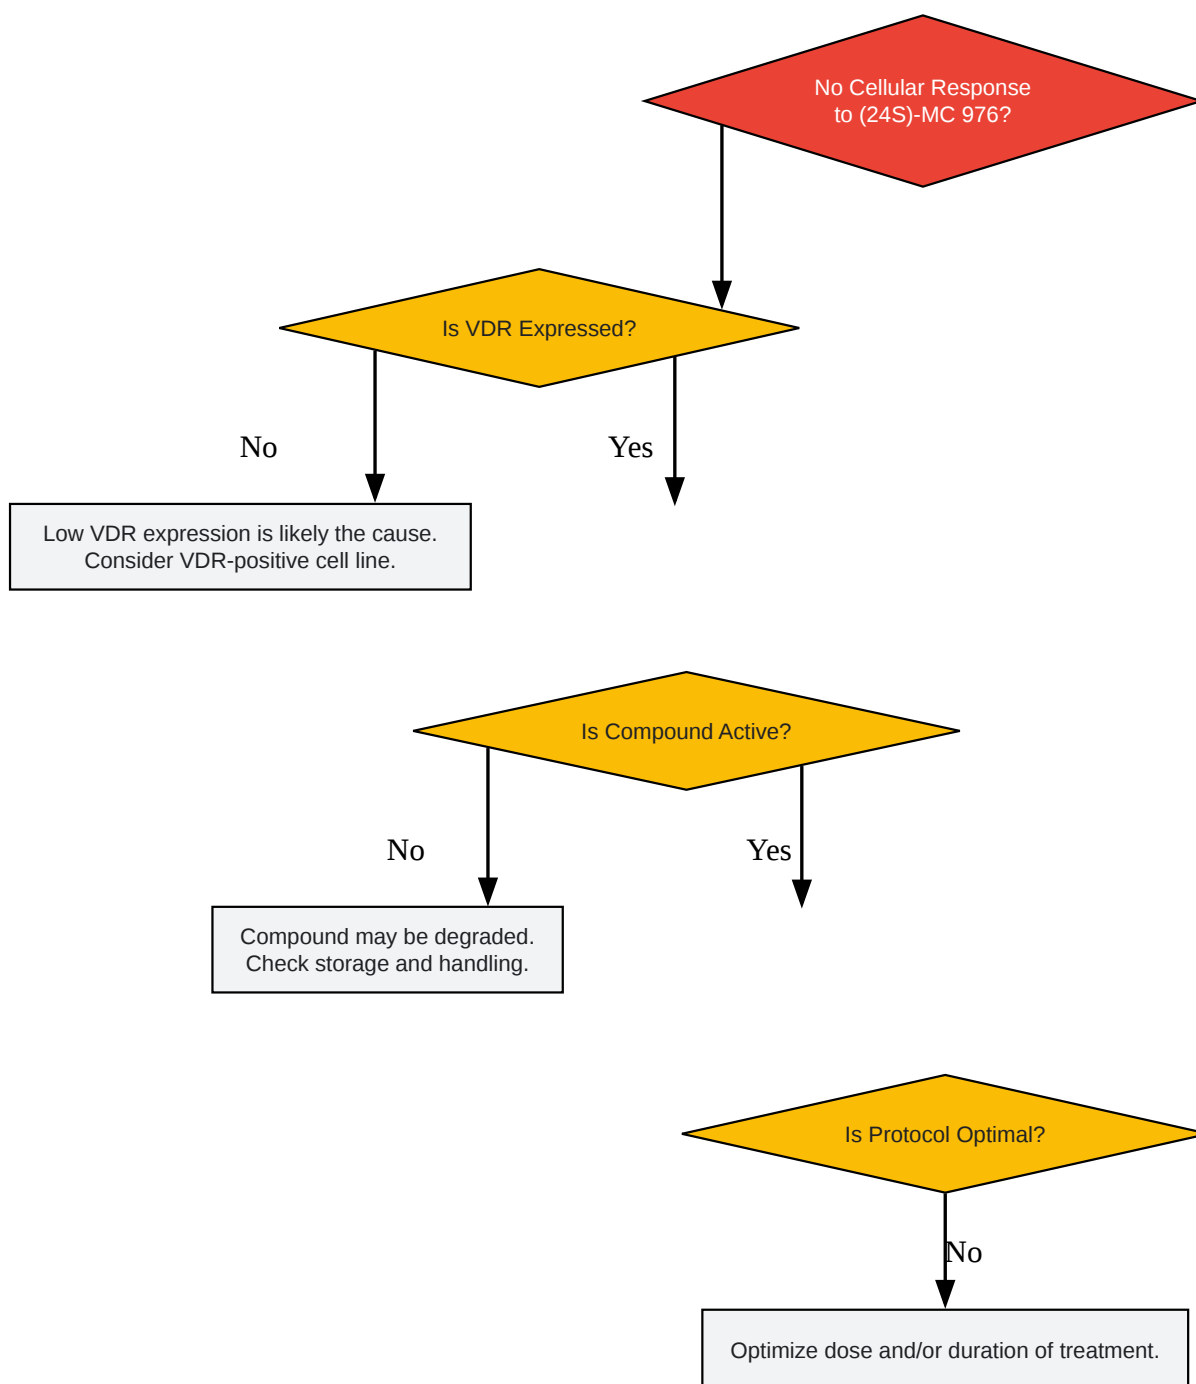 No Cellular Response
to (24S)-MC 976?
Is VDR Expressed?
No
Yes
Low VDR expression is likely the cause.
Consider VDR-positive cell line.
Is Compound Active?
No
Yes
Compound may be degraded.
Check storage and handling.
Is Protocol Optimal?
No
Optimize dose and/or duration of treatment.